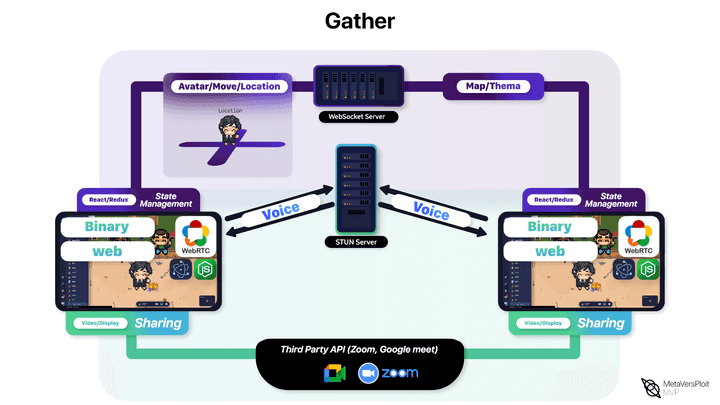 Gather
Avatar/Move/Location
Map/Thema
Location
WebSocket Server
React/Redux
State Management
React/Redux
State Management
Voice
Voice
Binary
web
WebRTC
STUN Server
Binary
web
WebRTC
Video/Display
Sharing
Video/Display
Sharing
Third Party API (Zoom, Google meet)
zoom
MetaVersPloit
MVP